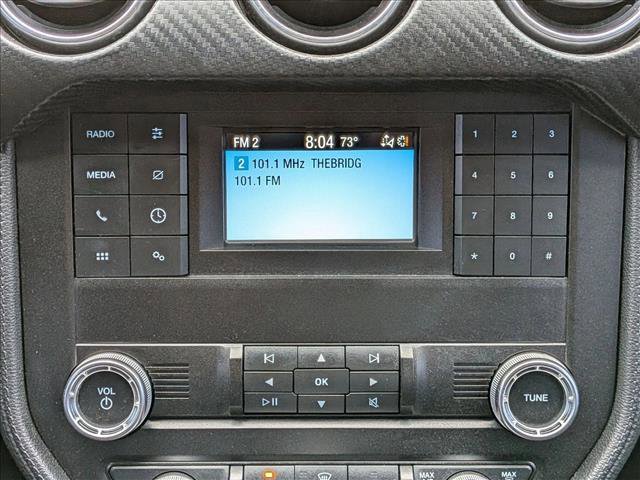 RADIO
MEDIA
FM 2 8:04 73°
2 101.1 MHz THEBRIDG
101.1 FM
1 2 3
4 5 6
7 8 9
* 0 #
VOL
OK
TUNE
MAX
MAX